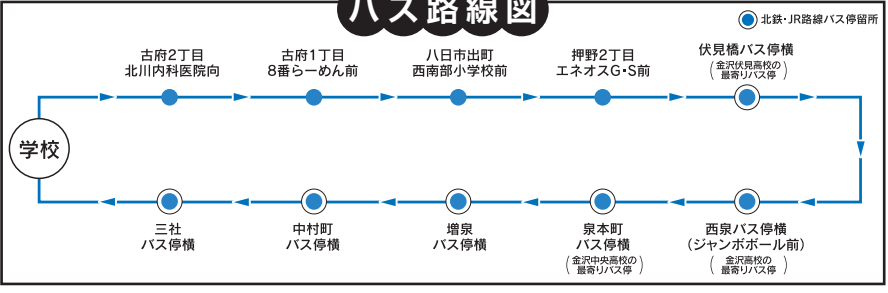 バス路線図
北鉄・JR路線バス停留所
古府2丁目
北川内科医院向
古府1丁目
8番らーめん前
八日市出町
西南部小学校前
押野2丁目
エネオスG・S前
伏見橋バス停横
(金沢伏見高校の
最寄りバス停)
学校
三社
バス停横
中村町
バス停横
増泉
バス停横
泉本町
バス停横
(金沢中央高校の
最寄りバス停)
西泉バス停横
(ジャンボボール前)
(金沢高校の
最寄りバス停)